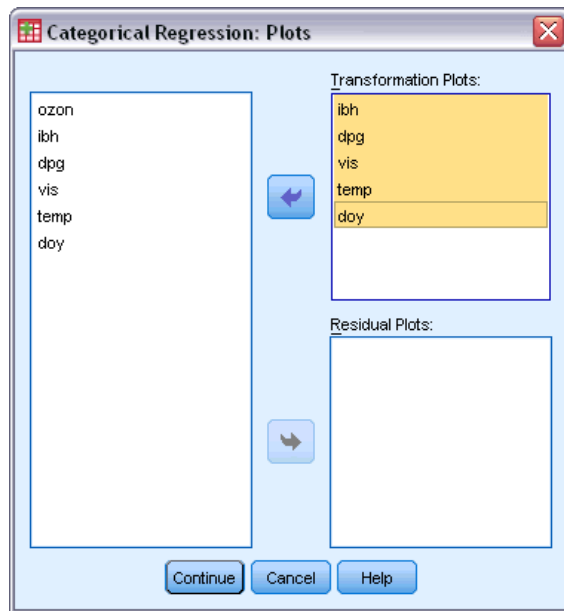 Categorical Regression: Plots
ozon
ibh
dpg
vis
temp
doy
Transformation Plots:
ibh
dpg
vis
temp
doy
Residual Plots:
Continue
Cancel
Help